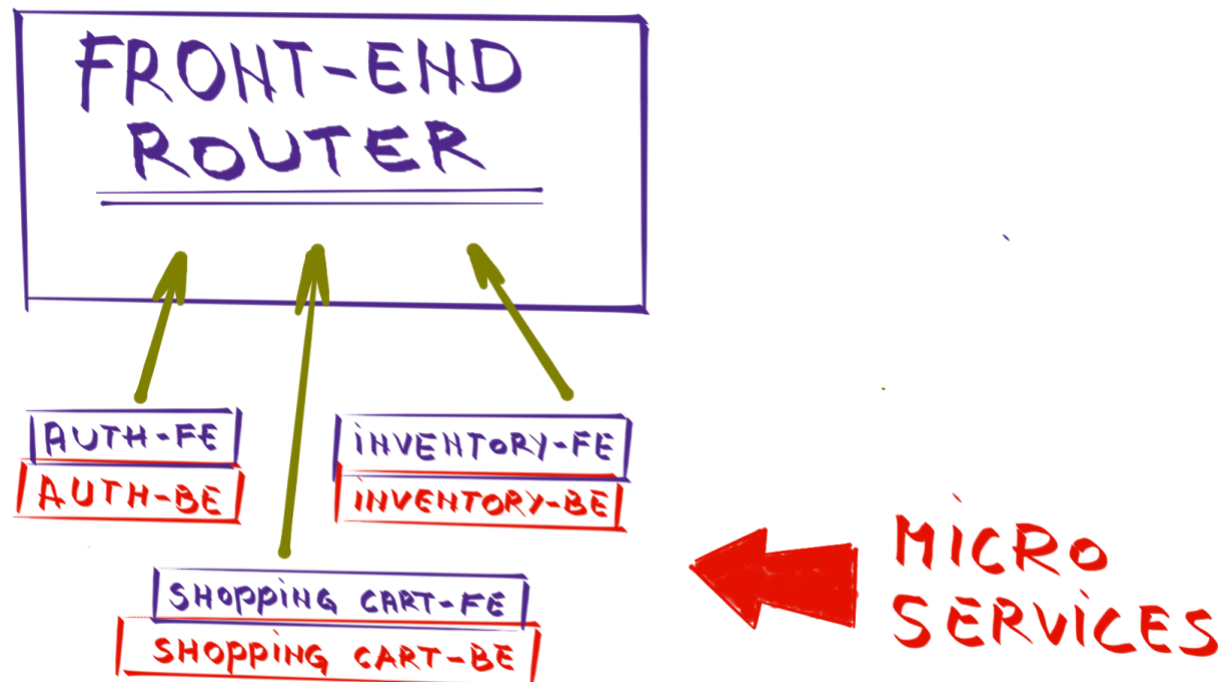 FRONT-END
ROUTER
AUTH-FE
AUTH-BE
iNVENTORY-FE
iNVENTORY-BE
SHOPPiNG CART-FE
SHOPPiNG CART-BE
MiCRO
SERViCES